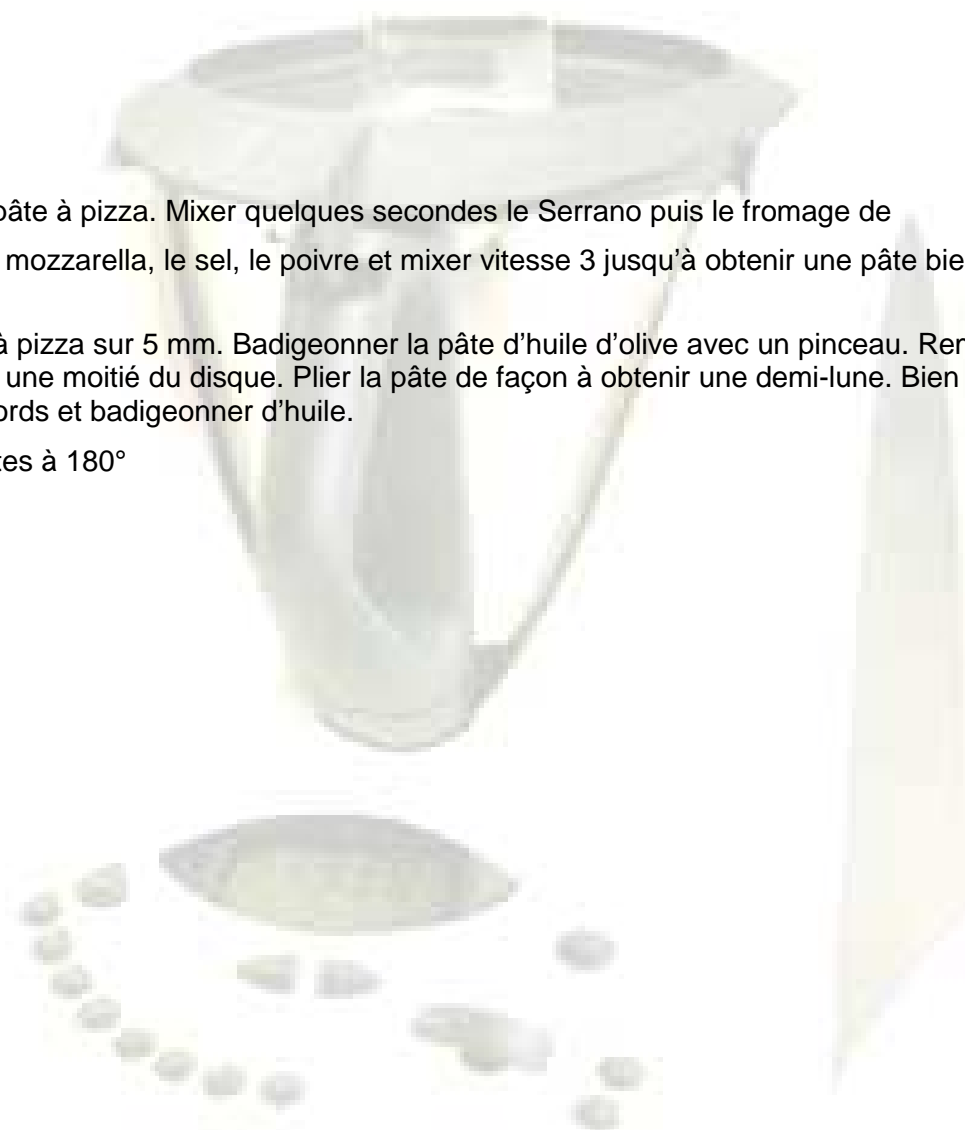 pâte à pizza. Mixer quelques secondes le Serrano puis le fromage de
mozzarella, le sel, le poivre et mixer vitesse 3 jusqu’à obtenir une pâte bie
à pizza sur 5 mm. Badigeonner la pâte d’huile d’olive avec un pinceau. Rer
une moitié du disque. Plier la pâte de façon à obtenir une demi-lune. Bien
ords et badigeonner d’huile.
tes à 180°